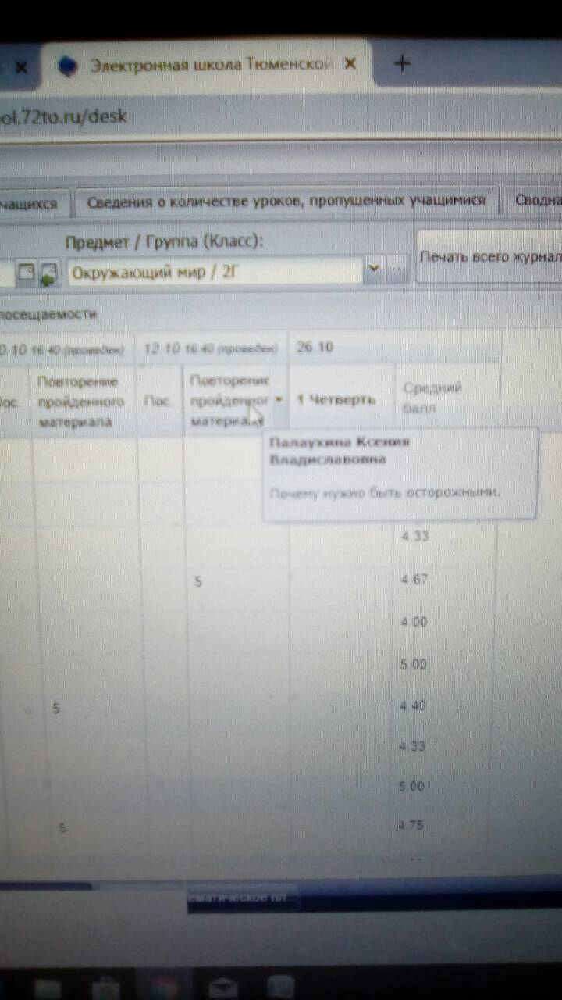 Электронная школа Тюменской
ol.72to.ru/desk
чащихся
Сведения о количестве уроков, пропущенных учащимися
Сводна
Предмет / Группа (Класс):
Окружающий мир / 2Г
Печать всего журнал
посещаемости
0.10 16:40 (проведен)
12.10 16:40 (проведен)
26.10
Пос.
Повторение
пройденного
материала
Пос.
Повторение
пройденног
материала
1 Четверть
Средний
балл
Палаухина Ксения
Владиславовна
Почему нужно быть осторожными.
4.33
5
4.67
4.00
5.00
5
4.40
4.33
5.00
5
4.75
ематическое пл...